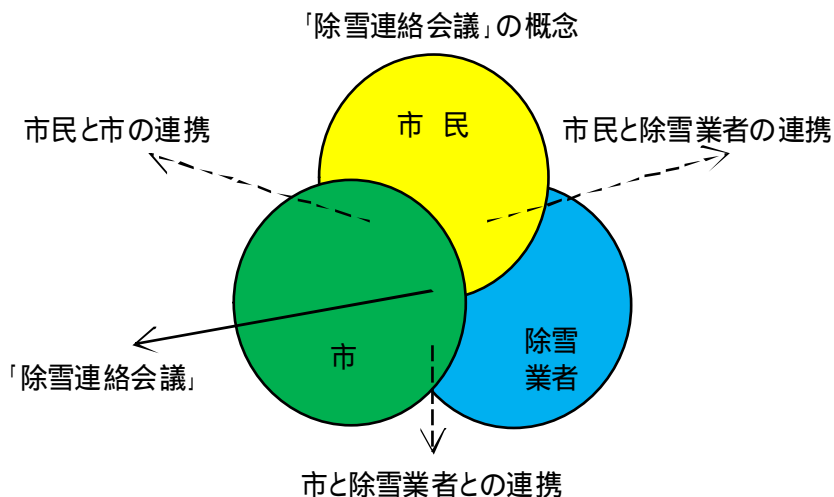 「除雪連絡会議」の概念
市民
市民と市の連携
市民と除雪業者の連携
市
除雪
業者
「除雪連絡会議」
市と除雪業者との連携